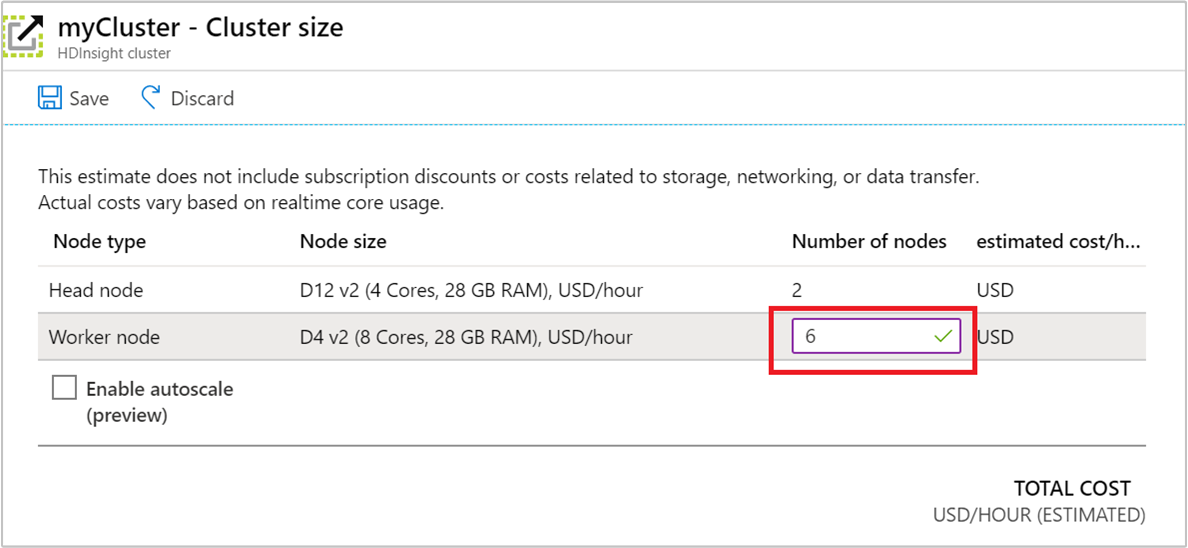 myCluster - Cluster size
HDInsight cluster
Save Discard
This estimate does not include subscription discounts or costs related to storage, networking, or data transfer.
Actual costs vary based on realtime core usage.
Node type Node size Number of nodes estimated cost/h...
Head node D12 v2 (4 Cores, 28 GB RAM), USD/hour 2 USD
Worker node D4 v2 (8 Cores, 28 GB RAM), USD/hour 6 USD
Enable autoscale
(preview)
TOTAL COST
USD/HOUR (ESTIMATED)